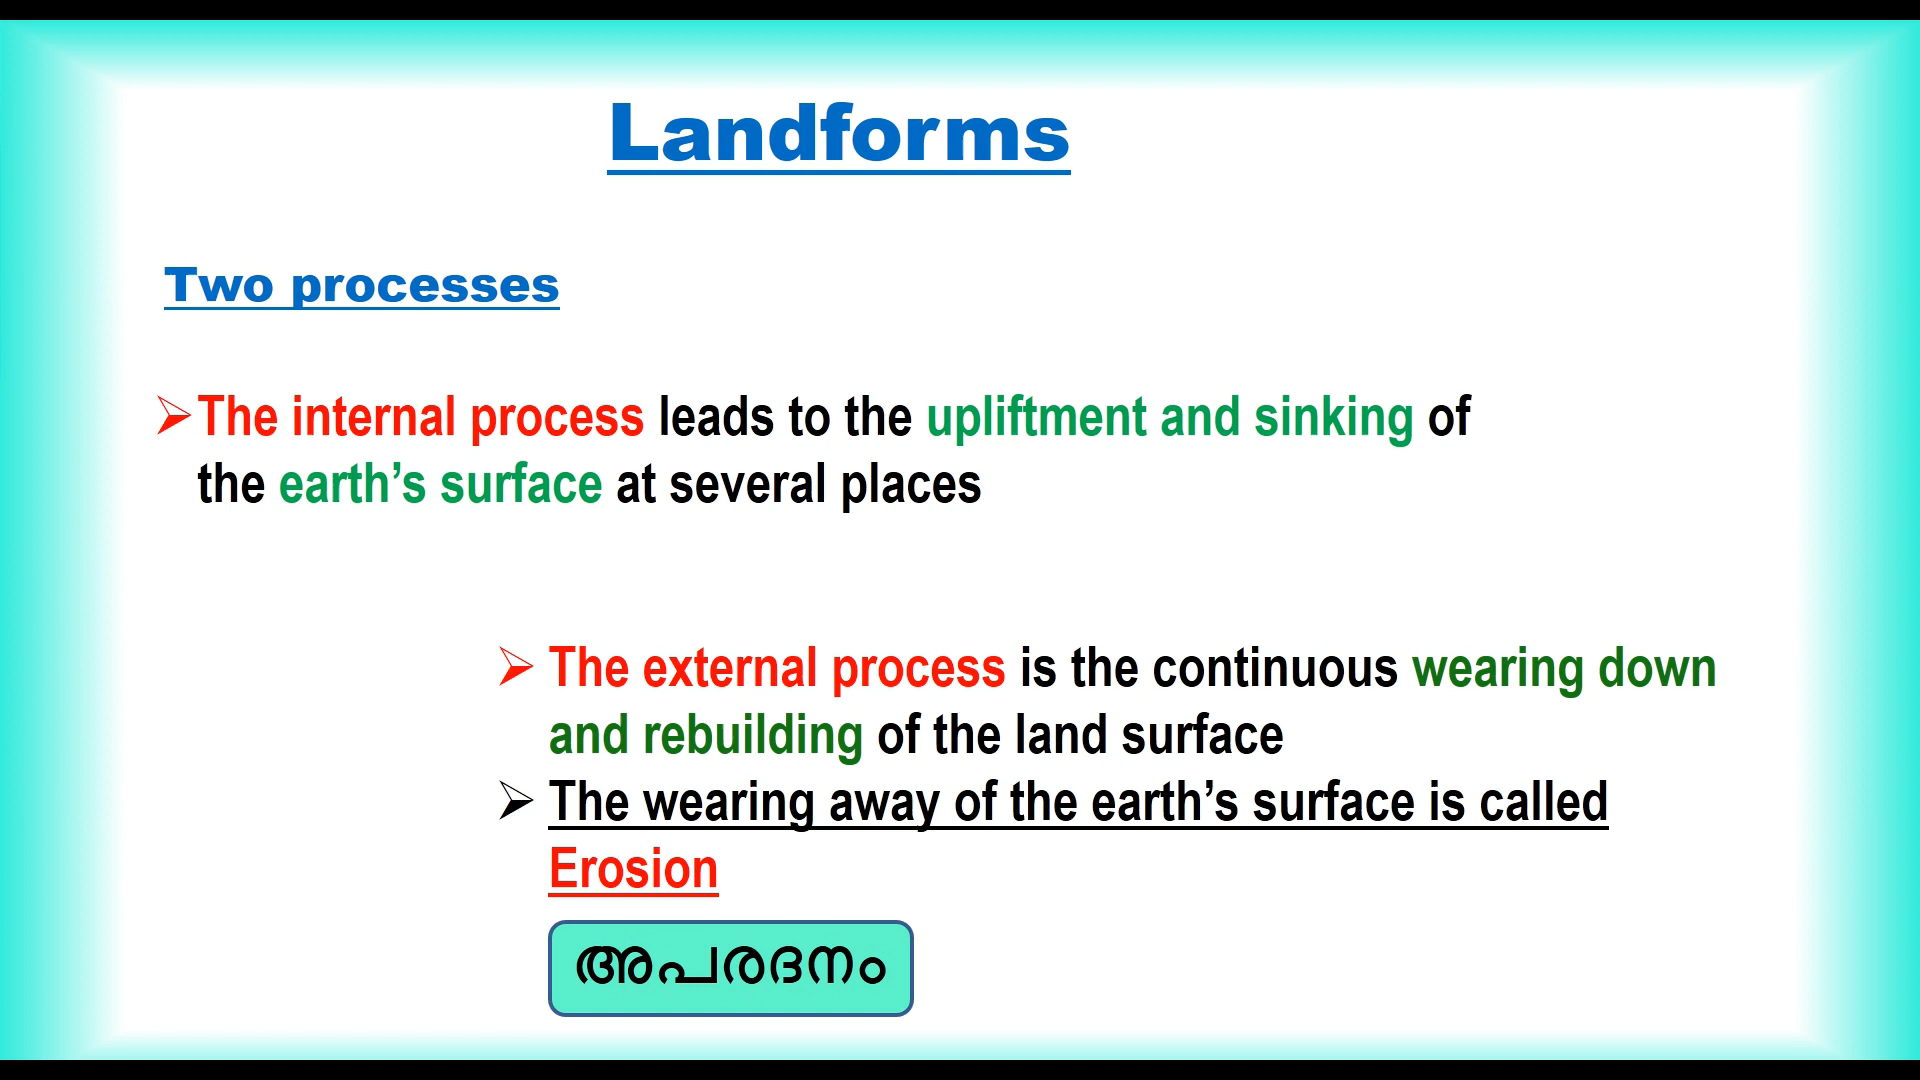 Landforms
Two processes
➢The internal process leads to the upliftment and sinking of
the earth’s surface at several places
➢ The external process is the continuous wearing down
and rebuilding of the land surface
➢ The wearing away of the earth’s surface is called
Erosion
അപരദനം